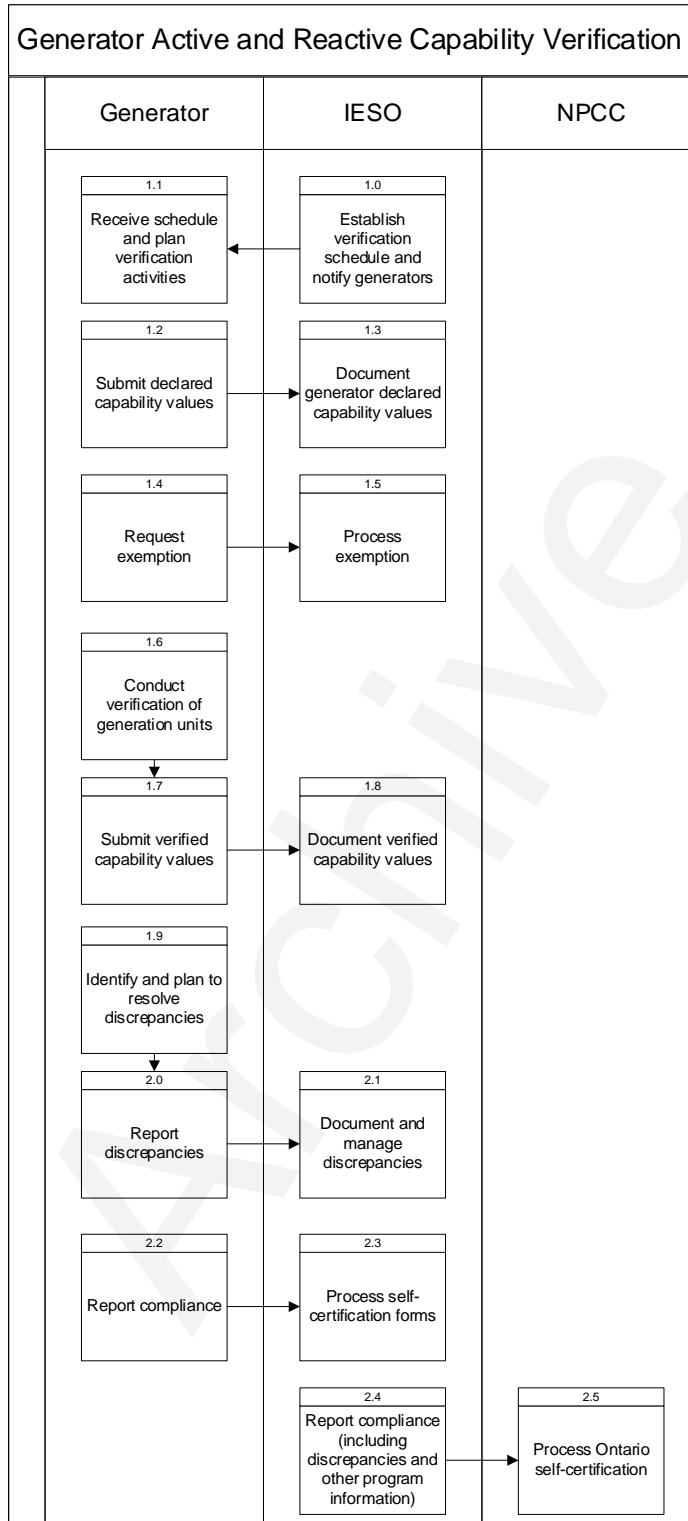 Generator Active and Reactive Capability Verification
Generator
IESO
NPCC
1.1
Receive schedule
and plan
verification
activities
1.0
Establish
verification
schedule and
notify generators
1.2
Submit declared
capability values
1.3
Document
generator declared
capability values
1.4
Request
exemption
1.5
Process
exemption
1.6
Conduct
verification of
generation units
1.7
Submit verified
capability values
1.8
Document verified
capability values
1.9
Identify and plan to
resolve
discrepancies
2.0
Report
discrepancies
2.1
Document and
manage
discrepancies
2.2
Report compliance
2.3
Process self-
certification forms
2.4
Report compliance
(including
discrepancies and
other program
information)
2.5
Process Ontario
self-certification
Archive